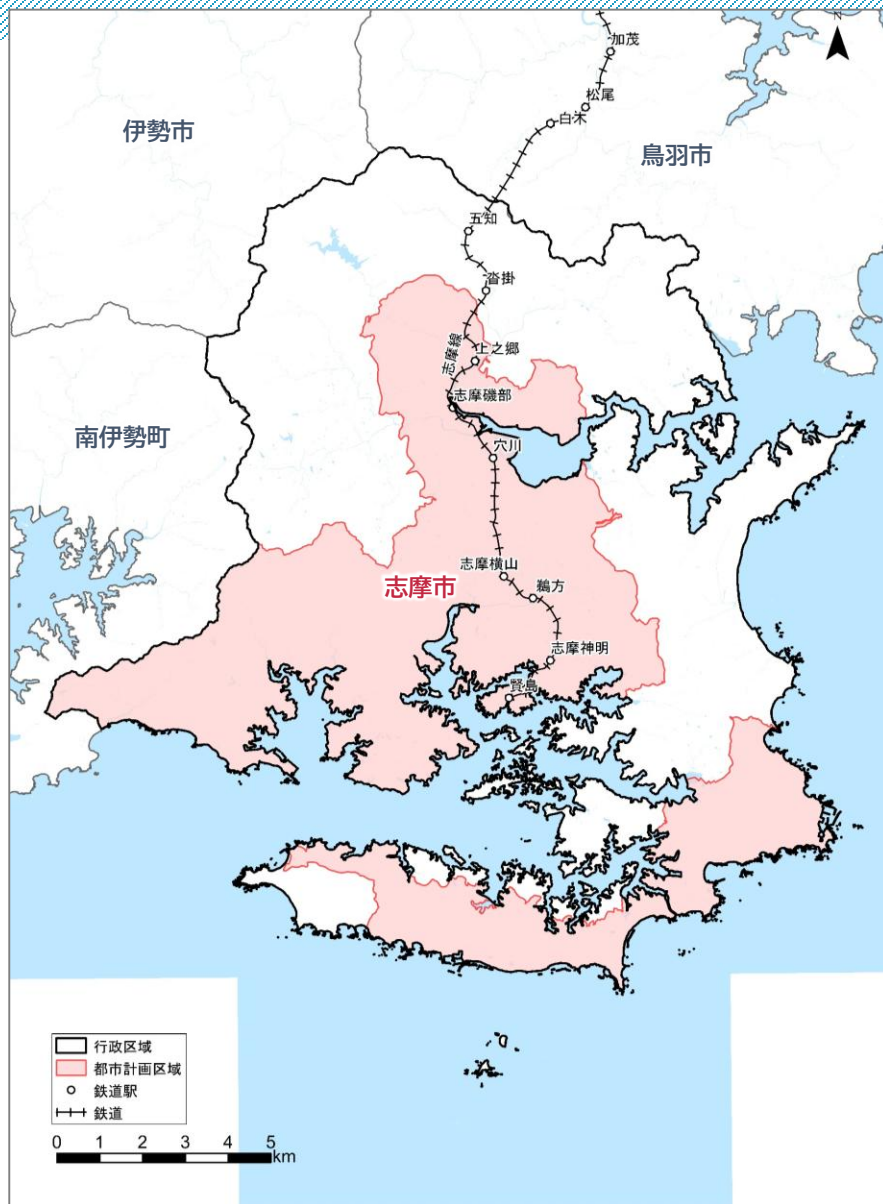 N
加茂
松尾
白木
伊勢市
鳥羽市
五知
沓掛
志摩線
上之郷
志摩磯部
南伊勢町
穴川
志摩横山
志摩市
鵜方
志摩神明
賢島
行政区域
都市計画区域
鉄道駅
鉄道
0 1 2 3 4 5
km